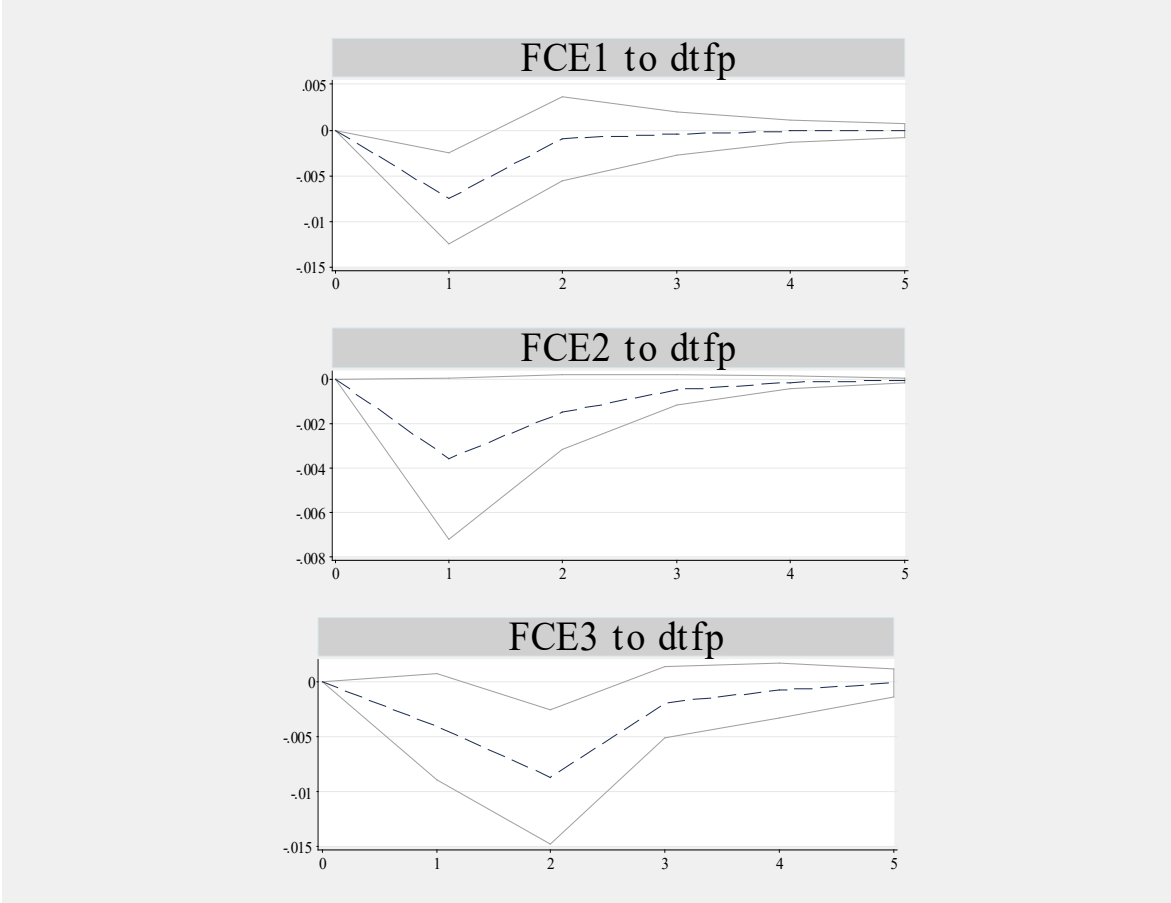 FCE1 to dtfp
.005
0
-.005
-.01
-.015
0 1 2 3 4 5
FCE2 to dtfp
0
-.002
-.004
-.006
-.008
0 1 2 3 4 5
FCE3 to dtfp
0
-.005
-.01
-.015
0 1 2 3 4 5